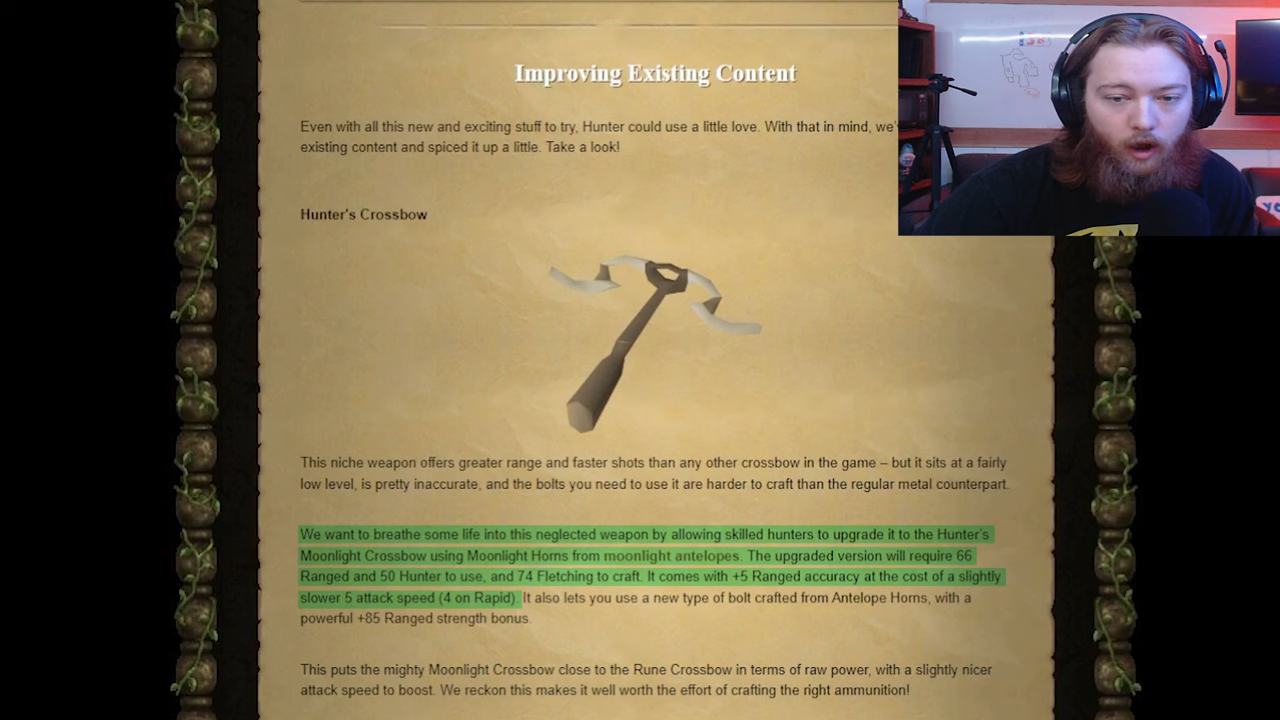 Improving Existing Content
Even with all this new and exciting stuff to try, Hunter could use a little love. With that in mind, we'
existing content and spiced it up a little. Take a look!
Hunter's Crossbow
This niche weapon offers greater range and faster shots than any other crossbow in the game – but it sits at a fairly
low level, is pretty inaccurate, and the bolts you need to use it are harder to craft than the regular metal counterpart.
We want to breathe some life into this neglected weapon by allowing skilled hunters to upgrade it to the Hunter's
Moonlight Crossbow using Moonlight Horns from moonlight antelopes. The upgraded version will require 66
Ranged and 50 Hunter to use, and 74 Fletching to craft. It comes with +5 Ranged accuracy at the cost of a slightly
slower 5 attack speed (4 on Rapid). It also lets you use a new type of bolt crafted from Antelope Horns, with a
powerful +85 Ranged strength bonus.
This puts the mighty Moonlight Crossbow close to the Rune Crossbow in terms of raw power, with a slightly nicer
attack speed to boost. We reckon this makes it well worth the effort of crafting the right ammunition!